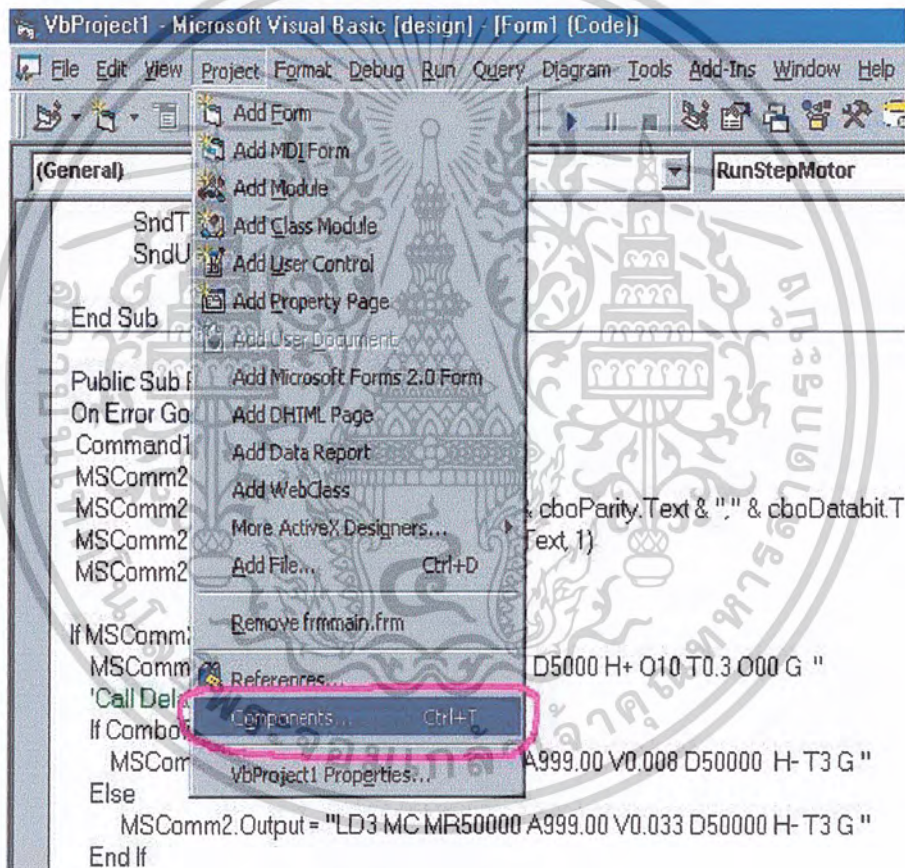 VbProject1 - Microsoft Visual Basic [design] - [Form1 (Code)]
File Edit View Project Format Debug Run Query Diagram Tools Add-Ins Window Help
(General) RunStepMotor
Add Form
Add MDI Form
Add Module
Add Class Module
Add User Control
Add Property Page
Add User Document
Add Microsoft Forms 2.0 Form
Add DHTML Page
Add Data Report
Add WebClass
More ActiveX Designers...
Add File... Ctrl+D
Remove frmmain.frm
References...
Components... Ctrl+T
VbProject1 Properties...
SndT
SndU
End Sub
Public Sub
On Error Go
Command1
MSComm2
MSComm2 & cboParity.Text & "," & cboDatabit.T
MSComm2 Text, 1)
MSComm2
If MSComm
MSComm D5000 H+ O10 T0.3 O00 G "
'Call Dela
If Combo
MSCom A999.00 V0.008 D50000 H- T3 G "
Else
MSComm2.Output = "LD3 MC MR50000 A999.00 V0.033 D50000 H- T3 G "
End If